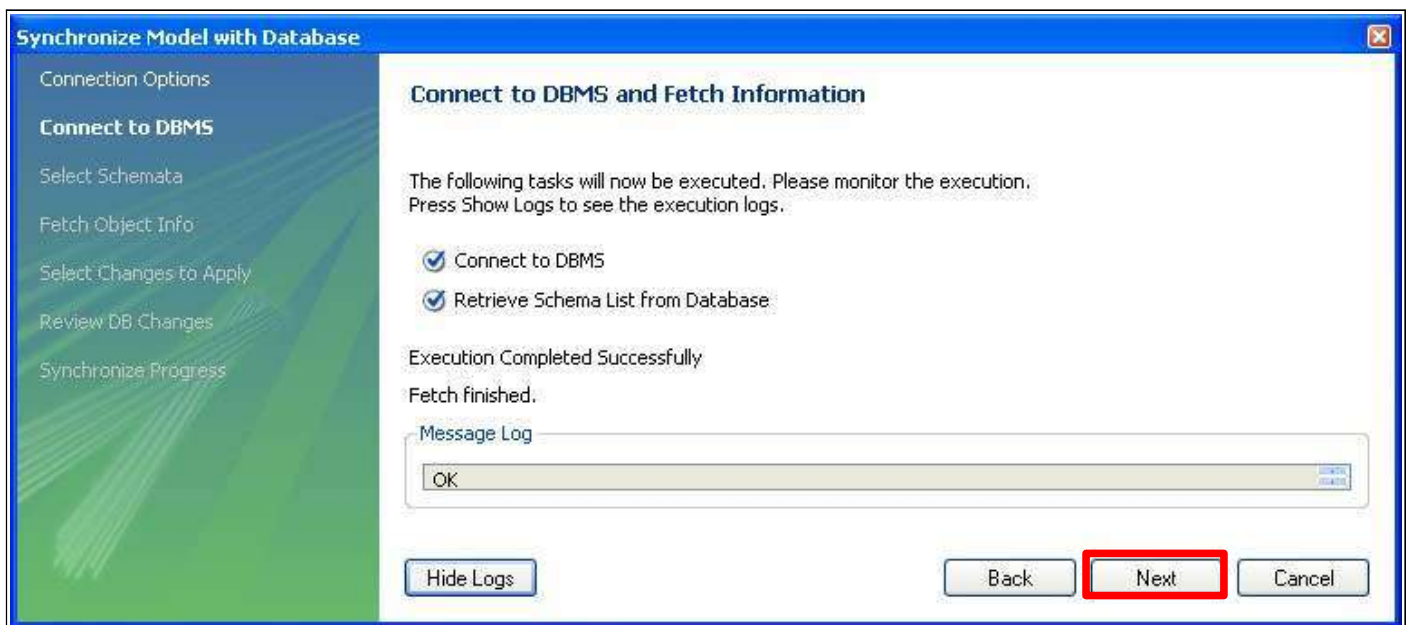 Synchronize Model with Database
Connection Options
Connect to DBMS
Select Schemata
Fetch Object Info
Select Changes to Apply
Review DB Changes
Synchronize Progress
Connect to DBMS and Fetch Information
The following tasks will now be executed. Please monitor the execution.
Press Show Logs to see the execution logs.
Connect to DBMS
Retrieve Schema List from Database
Execution Completed Successfully
Fetch finished.
Message Log
OK
Hide Logs
Back
Next
Cancel